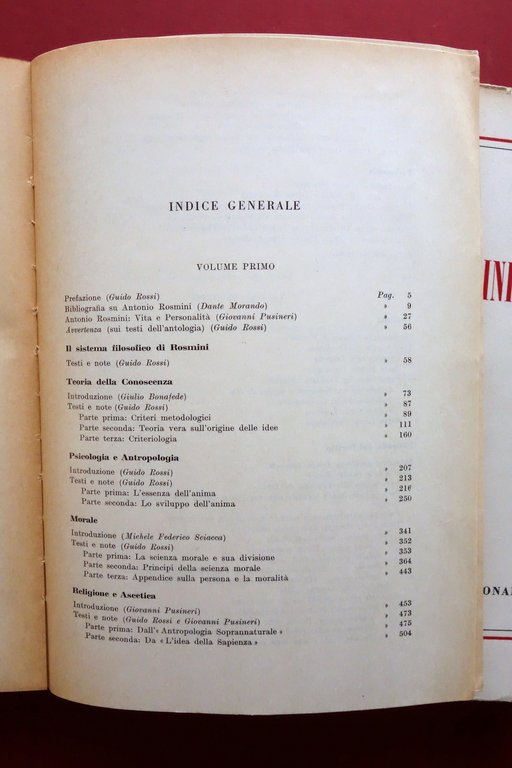 INDICE GENERALE
VOLUME PRIMO
Prefazione (Guido Rossi) Pag. 5
Bibliografia su Antonio Rosmini (Dante Morando) » 9
Antonio Rosmini: Vita e Personalità (Giovanni Pusineri) » 27
Avvertenza (sui testi dell'antologia) (Guido Rossi) » 56
Il sistema filosofico di Rosmini
Testi e note (Guido Rossi) » 58
Teoria della Conoscenza
Introduzione (Giulio Bonafede) » 73
Testi e note (Guido Rossi) » 87
Parte prima: Criteri metodologici » 89
Parte seconda: Teoria vera sull'origine delle idee » 111
Parte terza: Criteriologia » 160
Psicologia e Antropologia
Introduzione (Guido Rossi) » 207
Testi e note (Guido Rossi) » 213
Parte prima: L'essenza dell'anima » 216
Parte seconda: Lo sviluppo dell'anima » 250
Morale
Introduzione (Michele Federico Sciacca) » 341
Testi e note (Guido Rossi) » 352
Parte prima: La scienza morale e sua divisione » 353
Parte seconda: Principi della scienza morale » 364
Parte terza: Appendice sulla persona e la moralità » 443
Religione e Ascetica
Introduzione (Giovanni Pusineri) » 453
Testi e note (Guido Rossi e Giovanni Pusineri) » 473
Parte prima: Dall'« Antropologia Soprannaturale » » 475
Parte seconda: Da « L'idea della Sapienza » » 504
INI
ONA